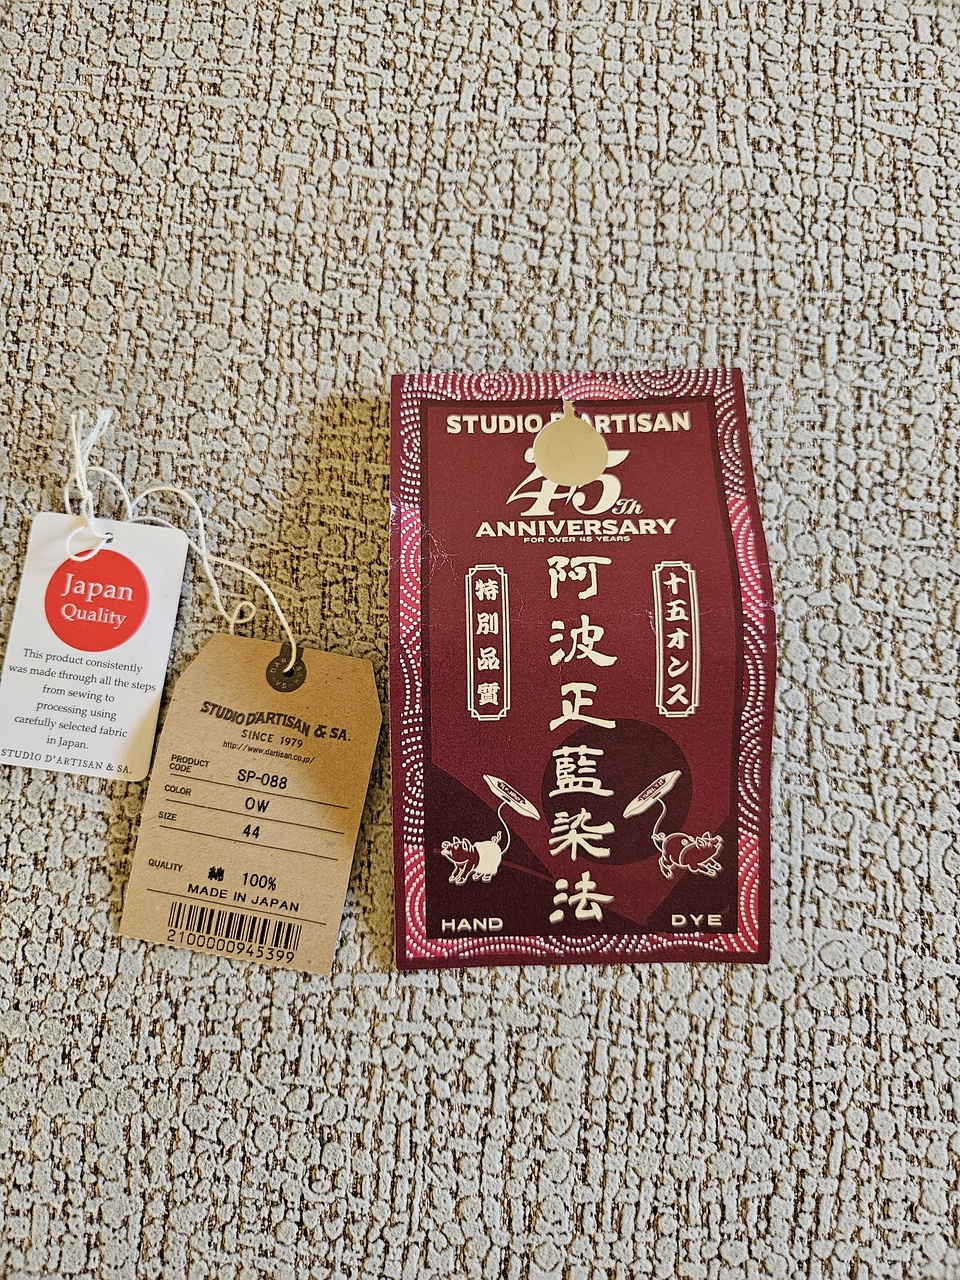 Japan
Quality
This product consistently
was made through all the steps
from sewing to
processing using
carefully selected fabric
in Japan.
STUDIO D'ARTISAN & SA.
STUDIO D'ARTISAN & SA.
SINCE 1979
http://www.dartisan.co.jp/
PRODUCT CODE SP-088
COLOR OW
SIZE 44
QUALITY 綿 100%
MADE IN JAPAN
2100000945399
STUDIO D'ARTISAN
45Th
ANNIVERSARY
FOR OVER 45 YEARS
阿波正藍染法
特別品質
十五オンス
HAND DYE